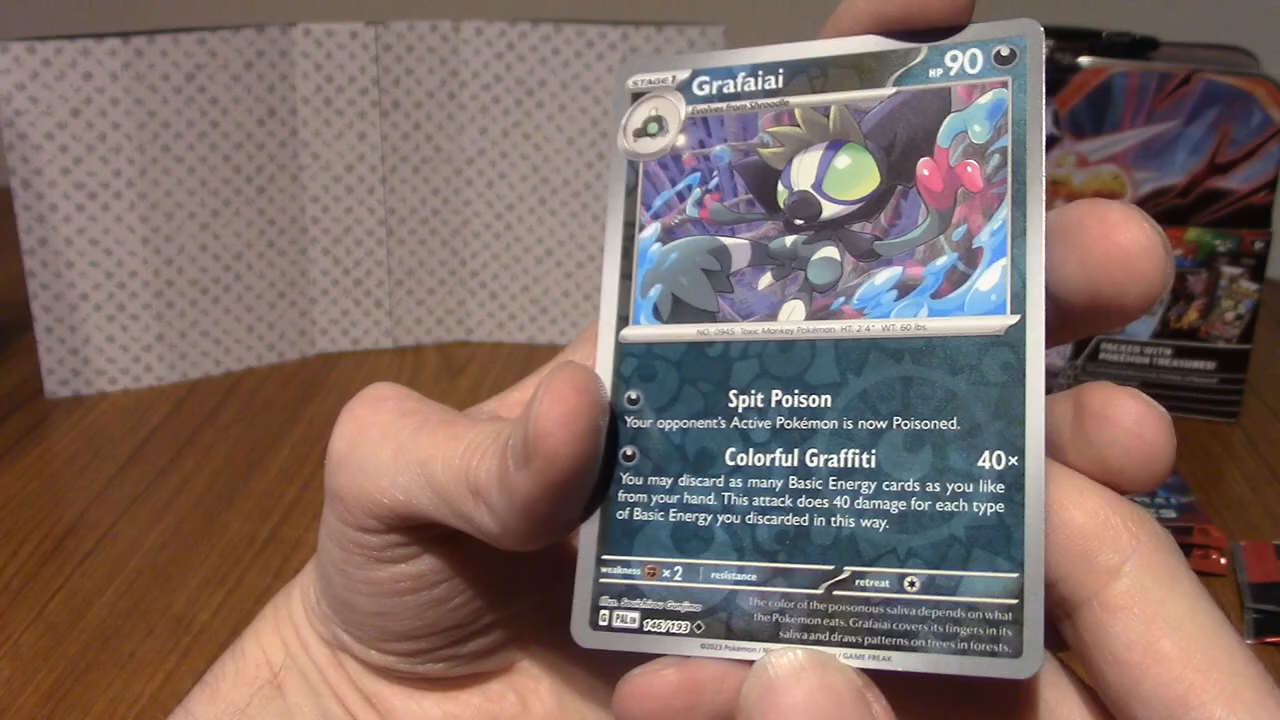 STAGE 1
Grafaiai
HP 90
Evolves from Shroodle
NO. 0945 Toxic Monkey Pokémon HT: 2'4" WT: 60 lbs.
Spit Poison
Your opponent's Active Pokémon is now Poisoned.
Colorful Graffiti 40×
You may discard as many Basic Energy cards as you like
from your hand. This attack does 40 damage for each type
of Basic Energy you discarded in this way.
weakness ×2 resistance retreat
Illus. Souichirou Gunjima
G PAL EN 146/193
The color of the poisonous saliva depends on what
the Pokémon eats. Grafaiai covers its fingers in its
saliva and draws patterns on trees in forests.
©2023 Pokémon / / GAME FREAK
PACKED WITH
POKÉMON TREASURES!